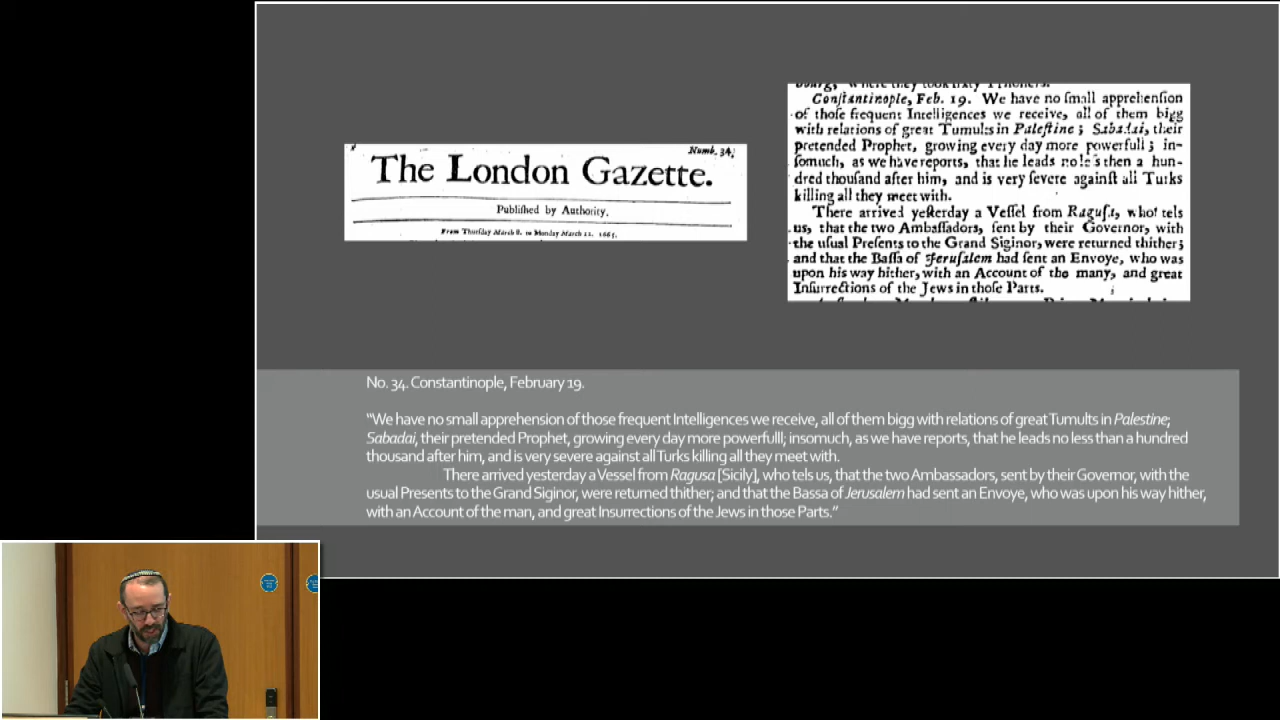 Numb. 34,
The London Gazette.
Publiſhed by Authority.
From Thurſday March 8. to Monday March 12. 1665.
Conſtantinople, Feb. 19. We have no ſmall apprehenſion
of thoſe frequent Intelligences we receive, all of them bigg
with relations of great Tumults in Paleſtine; Sabadai, their
pretended Prophet, growing every day more powerfull; in-
ſomuch, as we have reports, that he leads no leſs then a hun-
dred thouſand after him, and is very ſevere againſt all Turks
killing all they meet with.
There arrived yeſterday a Veſſel from Raguſa, who tels
us, that the two Ambaſſadors, ſent by their Governor, with
the uſual Preſents to the Grand Siginor, were returned thither;
and that the Baſſa of Jeruſalem had ſent an Envoye, who was
upon his way hither, with an Account of the many, and great
Inſurrections of the Jews in thoſe Parts.
No. 34. Constantinople, February 19.
“We have no small apprehension of those frequent Intelligences we receive, all of them bigg with relations of great Tumults in Palestine;
Sabadai, their pretended Prophet, growing every day more powerfulll; insomuch, as we have reports, that he leads no less than a hundred
thousand after him, and is very severe against all Turks killing all they meet with.
There arrived yesterday a Vessel from Ragusa [Sicily], who tells us, that the two Ambassadors, sent by their Governor, with the
usual Presents to the Grand Siginor, were returned thither; and that the Bassa of Jerusalem had sent an Envoye, who was upon his way hither,
with an Account of the man, and great Insurrections of the Jews in those Parts.”